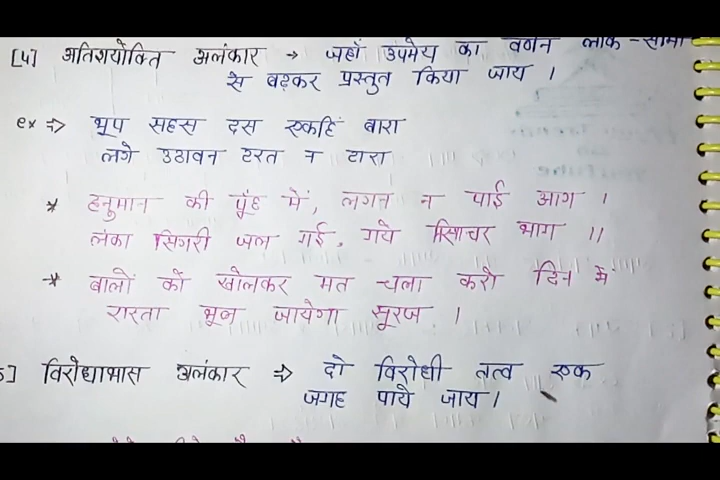 [4] अतिशयोक्ति अलंकार → जहाँ उपमेय का वर्णन लोक-सीमा
से बढ़कर प्रस्तुत किया जाय ।
ex ⇒ भूप सहस दस एकहिं बारा
लगे उठावन टरत न टारा
* हनुमान की पूँछ में, लगन न पाई आग ।
लंका सिगरी जल गई, गये निसाचर भाग ।।
* बालों को खोलकर मत चला करो दिन में
रास्ता भूल जायेगा सूरज ।
5] विरोधाभास अलंकार ⇒ दो विरोधी तत्व एक
जगह पाये जाय ।